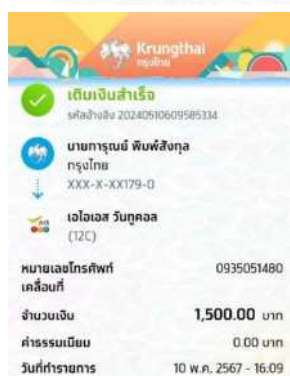 Krungthai
กรุงไทย
เติมเงินสำเร็จ
รหัสอ้างอิง 20240510609585334
นายการุณย์ พิมพ์สังกุล
กรุงไทย
XXX-X-XX179-0
เอไอเอส วันทูคอล
(12C)
หมายเลขโทรศัพท์ 0935051480
เคลื่อนที่
จำนวนเงิน 1,500.00 บาท
ค่าธรรมเนียม 0.00 บาท
วันที่ทำรายการ 10 พ.ค. 2567 - 16:09